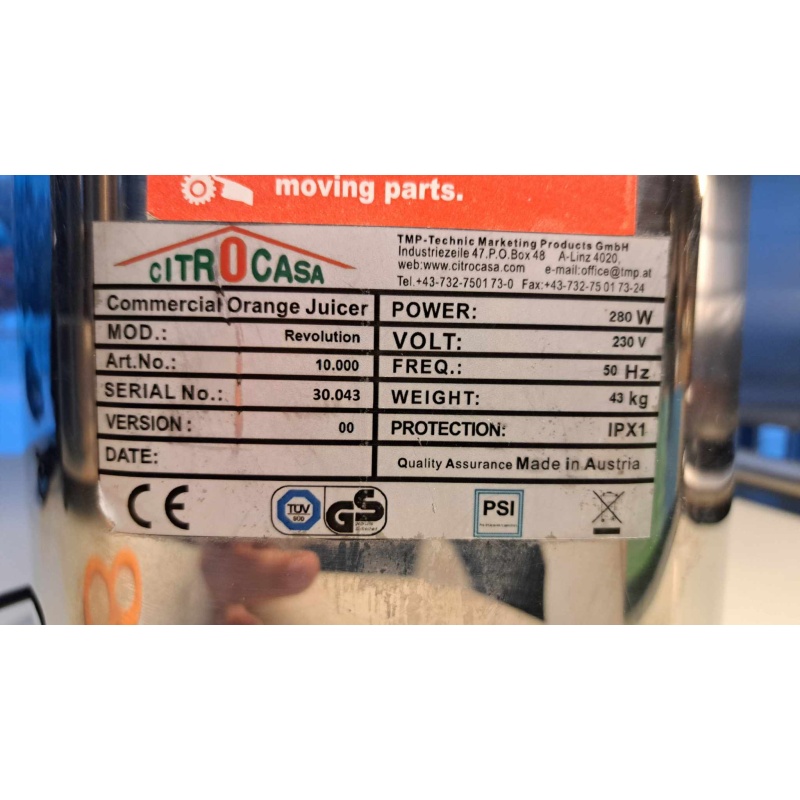 moving parts.
CITROCASA
TMP-Technic Marketing Products GmbH
Industriezeile 47.P.O.Box 48 A-Linz 4020,
web:www.citrocasa.com e-mail:office@tmp.at
Tel.+43-732-7501 73-0 Fax:+43-732-75 01 73-24
Commercial Orange Juicer
MOD.: Revolution
Art.No.: 10.000
SERIAL No.: 30.043
VERSION : 00
DATE:
POWER: 280 W
VOLT: 230 V
FREQ.: 50 Hz
WEIGHT: 43 kg
PROTECTION: IPX1
Quality Assurance Made in Austria
CE
TÜV
GS
PSI
8